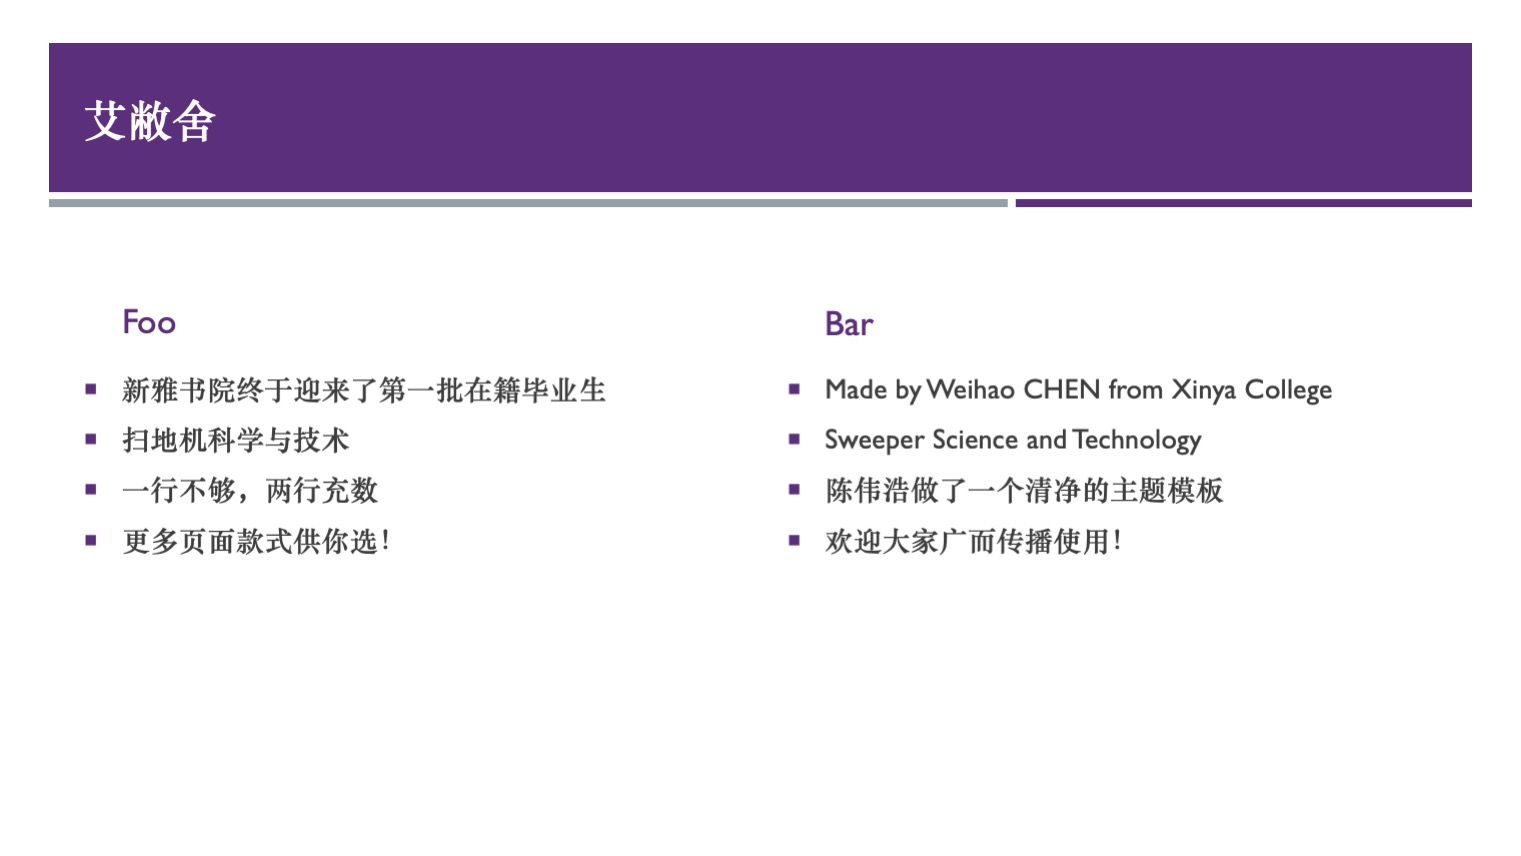 艾敝舍
Foo
新雅书院终于迎来了第一批在籍毕业生
扫地机科学与技术
一行不够，两行充数
更多页面款式供你选！
Bar
Made by Weihao CHEN from Xinya College
Sweeper Science and Technology
陈伟浩做了一个清净的主题模板
欢迎大家广而传播使用！